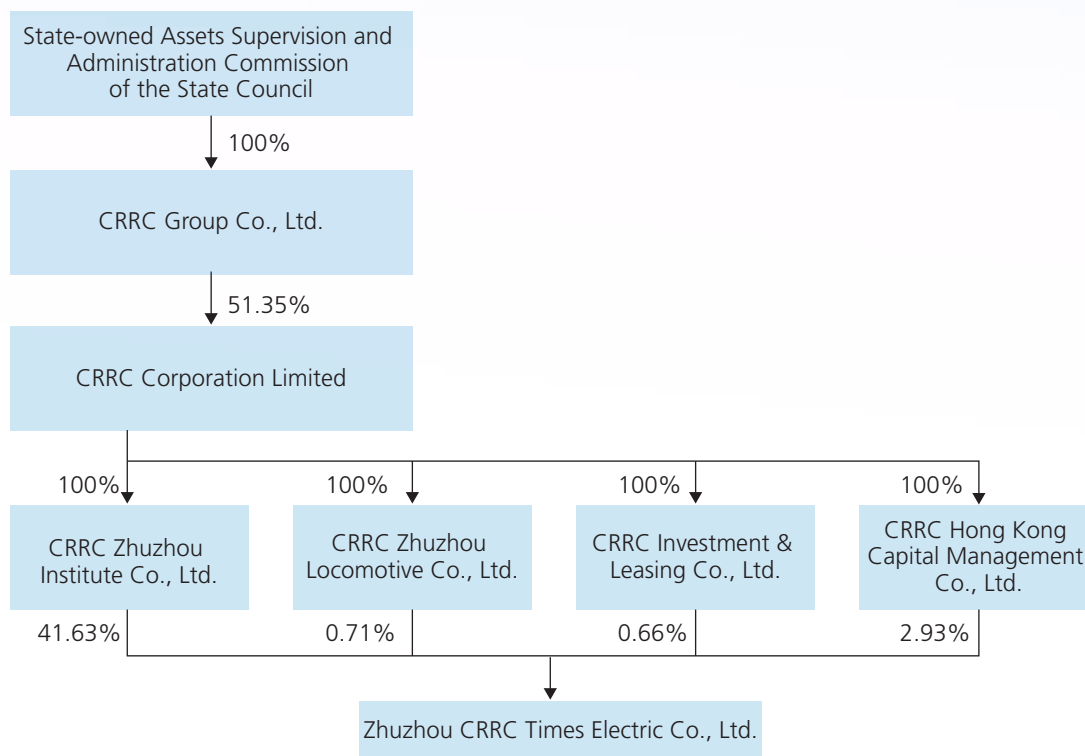 State-owned Assets Supervision and
Administration Commission
of the State Council
100%
CRRC Group Co., Ltd.
51.35%
CRRC Corporation Limited
100%
100%
100%
100%
CRRC Zhuzhou
Institute Co., Ltd.
CRRC Zhuzhou
Locomotive Co., Ltd.
CRRC Investment &
Leasing Co., Ltd.
CRRC Hong Kong
Capital Management
Co., Ltd.
41.63%
0.71%
0.66%
2.93%
Zhuzhou CRRC Times Electric Co., Ltd.